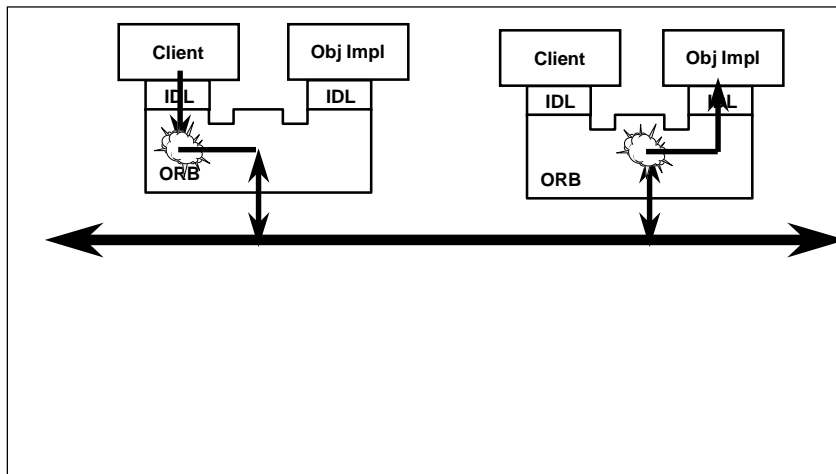 Client
Obj Impl
IDL
IDL
ORB
Client
Obj Impl
IDL
IDL
ORB